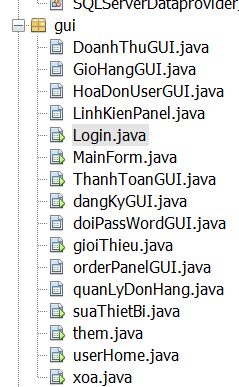 SQLServerDataprovider.
gui
DoanhThuGUI.java
GioHangGUI.java
HoaDonUserGUI.java
LinhKienPanel.java
Login.java
MainForm.java
ThanhToanGUI.java
dangKyGUI.java
doiPassWordGUI.java
gioiThieu.java
orderPanelGUI.java
quanLyDonHang.java
suaThietBi.java
them.java
userHome.java
xoa.java